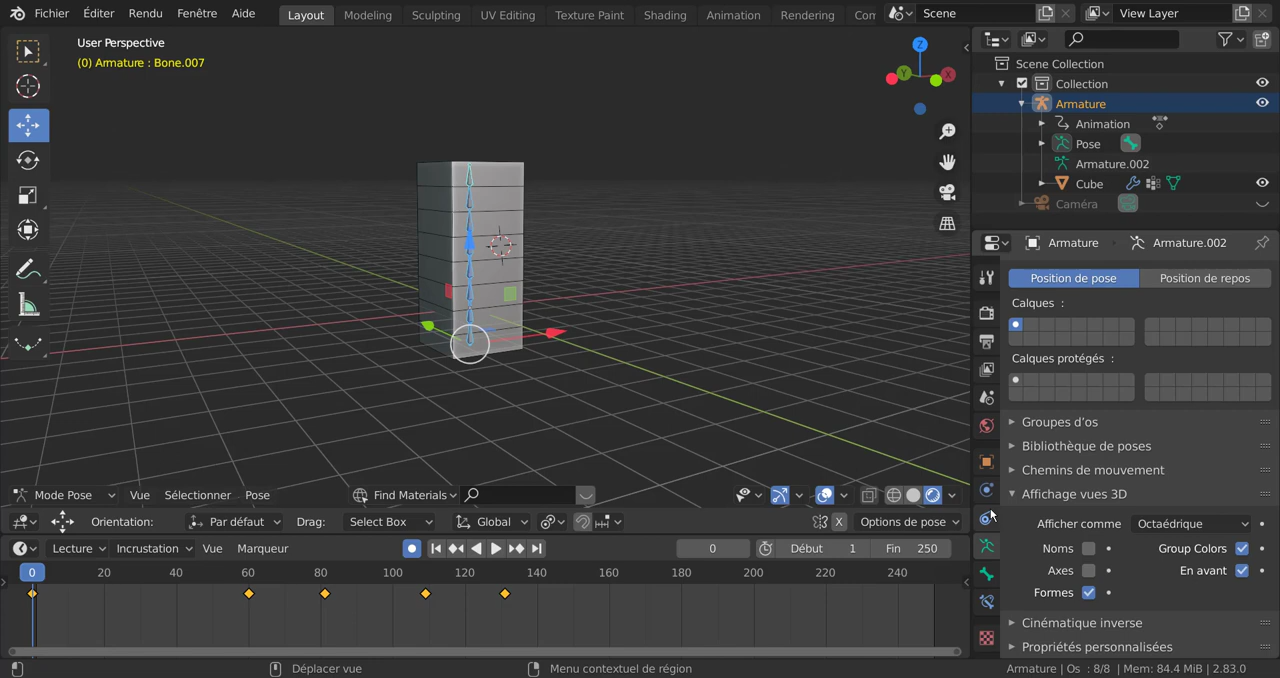 Fichier Éditer Rendu Fenêtre Aide Layout Modeling Sculpting UV Editing Texture Paint Shading Animation Rendering Com Scene View Layer
User Perspective
(0) Armature : Bone.007
Z
Y
X
Scene Collection
Collection
Armature
Animation
Pose
Armature.002
Cube
Caméra
Armature Armature.002
Position de pose Position de repos
Calques :
Calques protégés :
Groupes d'os
Bibliothèque de poses
Chemins de mouvement
Affichage vues 3D
Afficher comme Octaédrique
Noms Group Colors
Axes En avant
Formes
Cinématique inverse
Propriétés personnalisées
Mode Pose Vue Sélectionner Pose Find Materials
Orientation: Par défaut Drag: Select Box Global X Options de pose
Lecture Incrustation Vue Marqueur 0 Début 1 Fin 250
0 20 40 60 80 100 120 140 160 180 200 220 240
Déplacer vue Menu contextuel de région Armature | Os : 8/8 | Mem: 84.4 MiB | 2.83.0